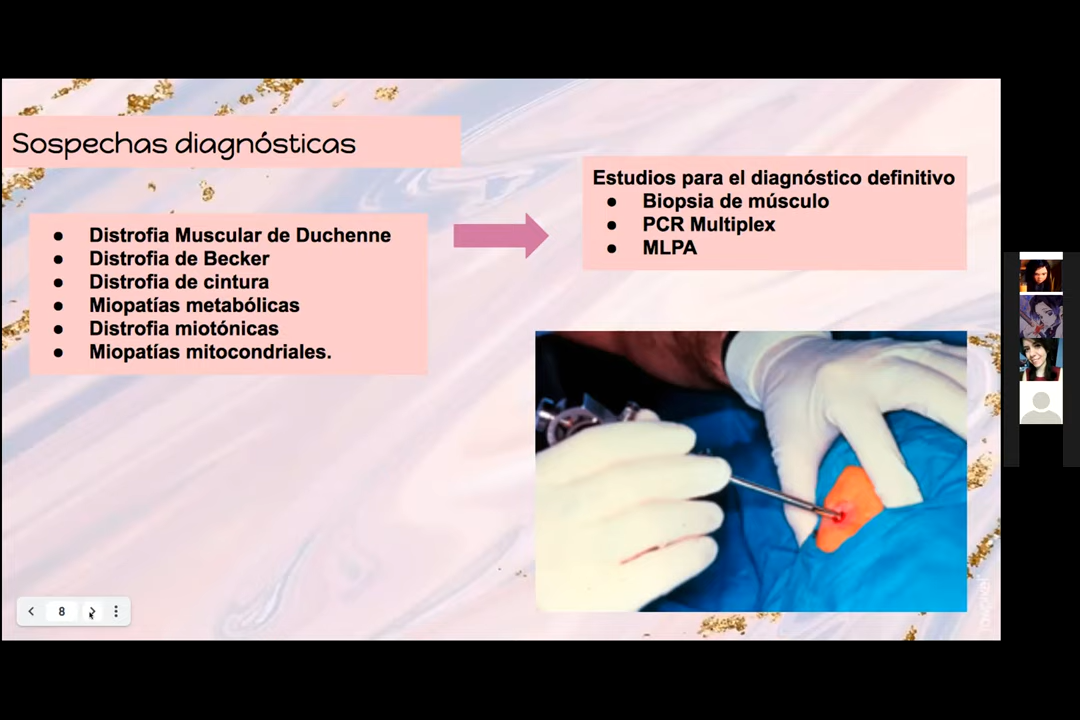 Sospechas diagnósticas
● Distrofia Muscular de Duchenne
● Distrofia de Becker
● Distrofia de cintura
● Miopatías metabólicas
● Distrofia miotónicas
● Miopatías mitocondriales.
Estudios para el diagnóstico definitivo
● Biopsia de músculo
● PCR Multiplex
● MLPA
8